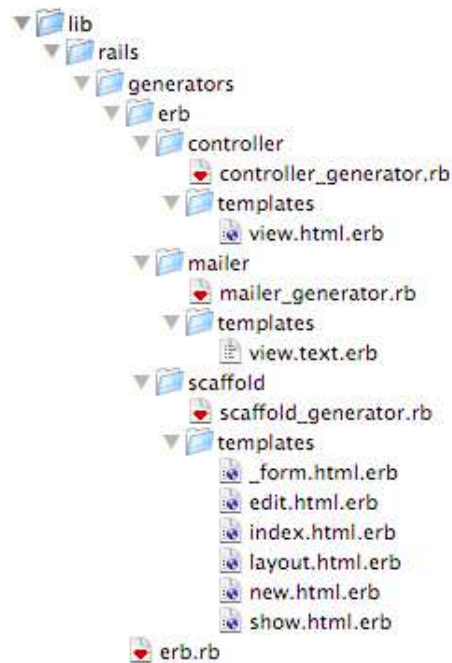 lib
rails
generators
erb
controller
controller_generator.rb
templates
view.html.erb
mailer
mailer_generator.rb
templates
view.text.erb
scaffold
scaffold_generator.rb
templates
_form.html.erb
edit.html.erb
index.html.erb
layout.html.erb
new.html.erb
show.html.erb
erb.rb